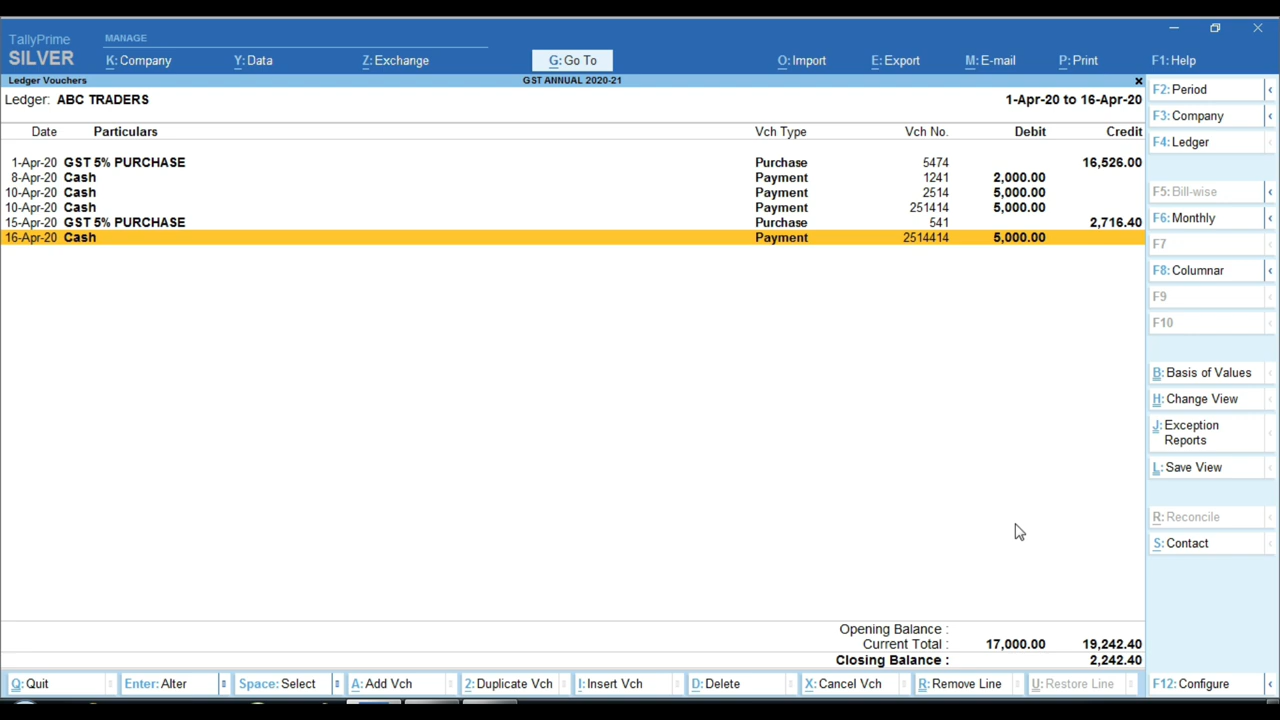 TallyPrime
SILVER
MANAGE
K: Company Y: Data Z: Exchange G: Go To O: Import E: Export M: E-mail P: Print F1: Help
Ledger Vouchers GST ANNUAL 2020-21
Ledger: ABC TRADERS 1-Apr-20 to 16-Apr-20
Date Particulars Vch Type Vch No. Debit Credit
1-Apr-20 GST 5% PURCHASE Purchase 5474 16,526.00
8-Apr-20 Cash Payment 1241 2,000.00
10-Apr-20 Cash Payment 2514 5,000.00
10-Apr-20 Cash Payment 251414 5,000.00
15-Apr-20 GST 5% PURCHASE Purchase 541 2,716.40
16-Apr-20 Cash Payment 2514414 5,000.00
Opening Balance :
Current Total : 17,000.00 19,242.40
Closing Balance : 2,242.40
F2: Period
F3: Company
F4: Ledger
F5: Bill-wise
F6: Monthly
F7
F8: Columnar
F9
F10
B: Basis of Values
H: Change View
J: Exception
Reports
L: Save View
R: Reconcile
S: Contact
Q: Quit Enter: Alter Space: Select A: Add Vch 2: Duplicate Vch I: Insert Vch D: Delete X: Cancel Vch R: Remove Line U: Restore Line F12: Configure